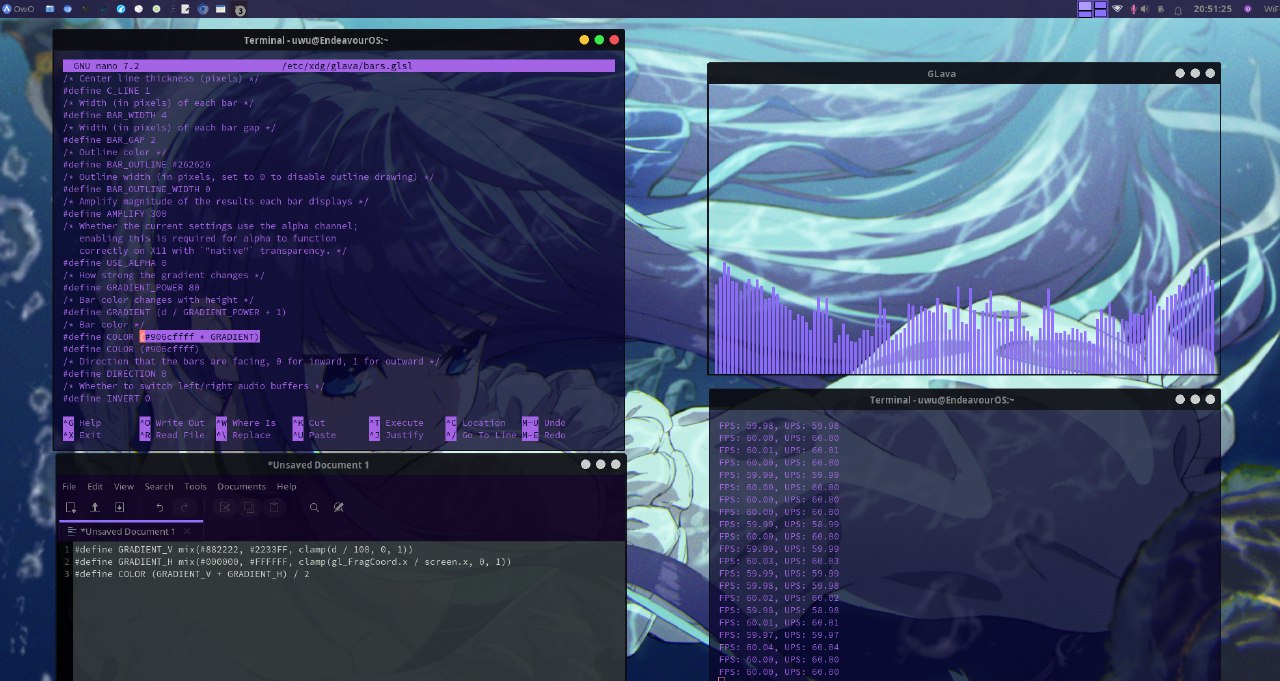 OwO
3
20:51:25
WiF
Terminal - uwu@EndeavourOS:~
GNU nano 7.2 /etc/xdg/glava/bars.glsl
/* Center line thickness (pixels) */
#define C_LINE 1
/* Width (in pixels) of each bar */
#define BAR_WIDTH 4
/* Width (in pixels) of each bar gap */
#define BAR_GAP 2
/* Outline color */
#define BAR_OUTLINE #262626
/* Outline width (in pixels, set to 0 to disable outline drawing) */
#define BAR_OUTLINE_WIDTH 0
/* Amplify magnitude of the results each bar displays */
#define AMPLIFY 300
/* Whether the current settings use the alpha channel;
enabling this is required for alpha to function
correctly on X11 with `"native"` transparency. */
#define USE_ALPHA 0
/* How strong the gradient changes */
#define GRADIENT_POWER 80
/* Bar color changes with height */
#define GRADIENT (d / GRADIENT_POWER + 1)
/* Bar color */
#define COLOR (#906cffff * GRADIENT)
#define COLOR (#906cffff)
/* Direction that the bars are facing, 0 for inward, 1 for outward */
#define DIRECTION 0
/* Whether to switch left/right audio buffers */
#define INVERT 0
^G Help ^O Write Out ^W Where Is ^K Cut ^T Execute ^C Location M-U Undo
^X Exit ^R Read File ^\ Replace ^U Paste ^J Justify ^/ Go To Line M-E Redo
*Unsaved Document 1
File Edit View Search Tools Documents Help
*Unsaved Document 1
1 #define GRADIENT_V mix(#882222, #2233FF, clamp(d / 100, 0, 1))
2 #define GRADIENT_H mix(#000000, #FFFFFF, clamp(gl_FragCoord.x / screen.x, 0, 1))
3 #define COLOR (GRADIENT_V + GRADIENT_H) / 2
GLava
Terminal - uwu@EndeavourOS:~
FPS: 59.98, UPS: 59.98
FPS: 60.00, UPS: 60.00
FPS: 60.01, UPS: 60.01
FPS: 60.00, UPS: 60.00
FPS: 59.99, UPS: 59.99
FPS: 60.00, UPS: 60.00
FPS: 60.00, UPS: 60.00
FPS: 60.00, UPS: 60.00
FPS: 59.99, UPS: 58.99
FPS: 60.00, UPS: 60.00
FPS: 59.99, UPS: 59.99
FPS: 60.03, UPS: 60.03
FPS: 59.99, UPS: 59.99
FPS: 59.98, UPS: 59.98
FPS: 60.02, UPS: 60.02
FPS: 59.98, UPS: 58.98
FPS: 60.01, UPS: 60.01
FPS: 59.97, UPS: 59.97
FPS: 60.04, UPS: 60.04
FPS: 60.00, UPS: 60.00
FPS: 60.00, UPS: 60.00